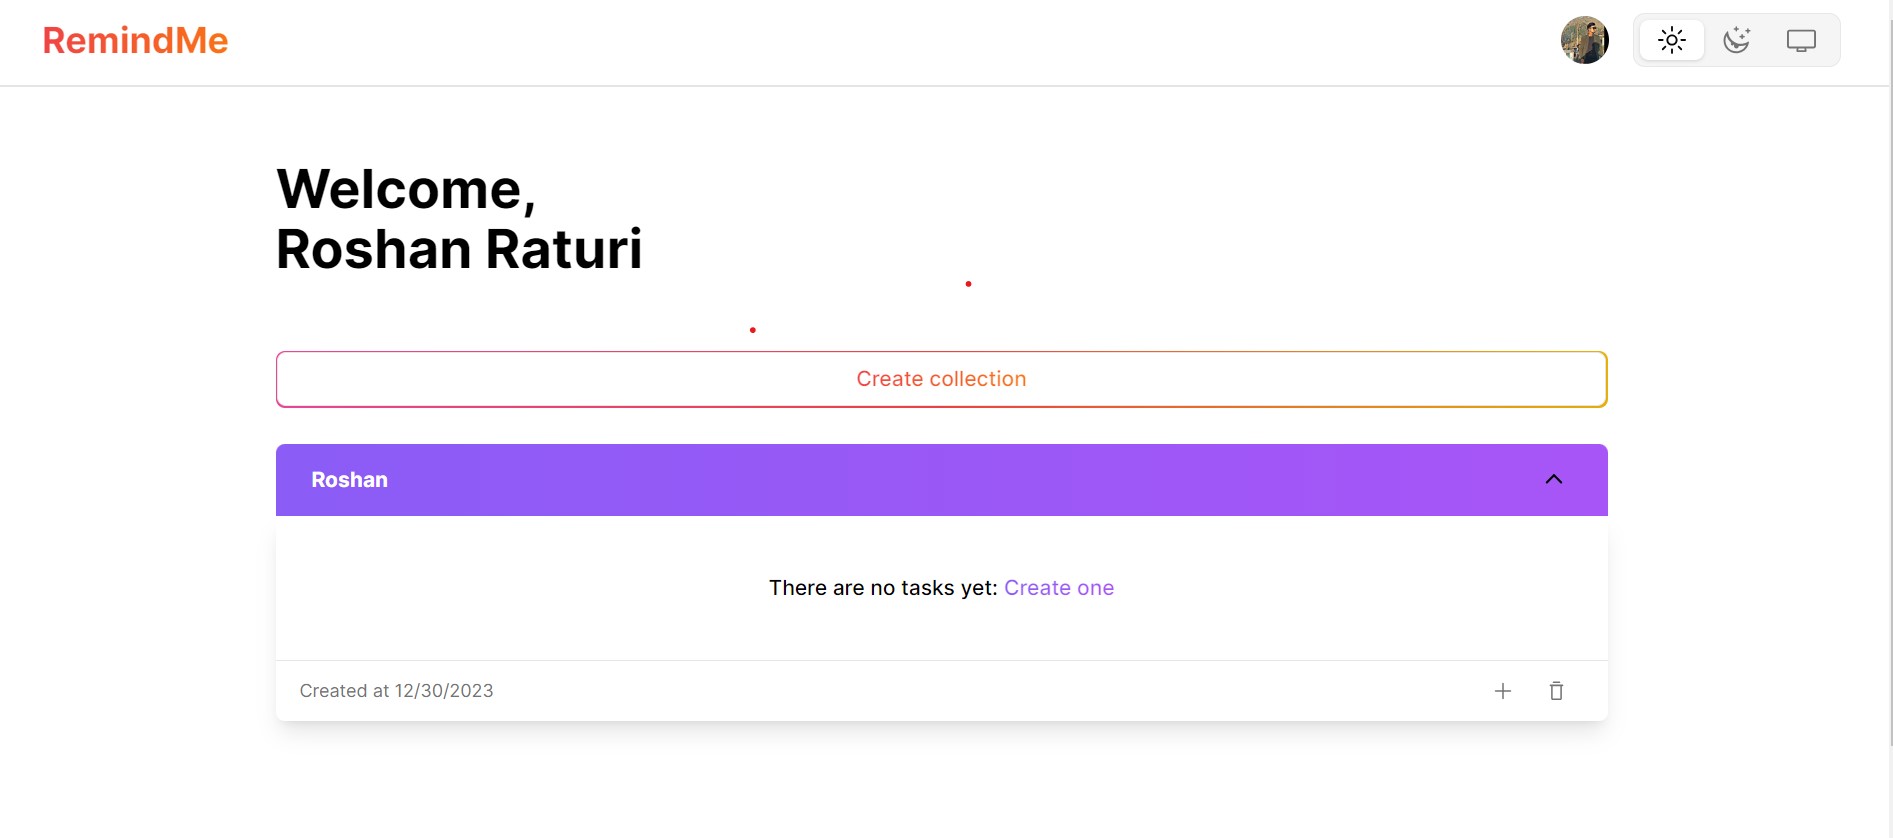 RemindMe
Welcome,
Roshan Raturi
Create collection
Roshan
There are no tasks yet: Create one
Created at 12/30/2023